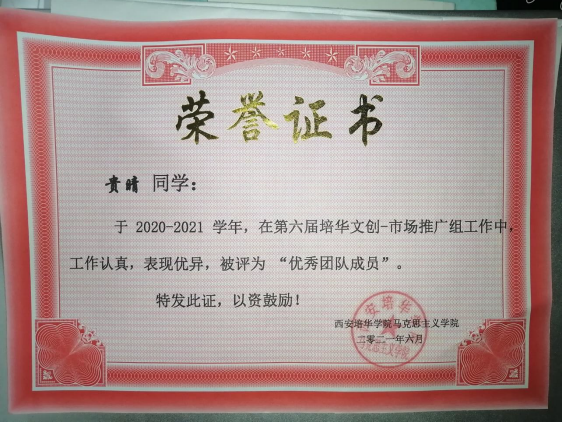 荣誉证书
贵晴 同学：
于 2020-2021 学年，在第六届培华文创-市场推广组工作中，
工作认真，表现优异，被评为 “优秀团队成员”。
特发此证，以资鼓励！
西安培华学院马克思主义学院
二零二一年六月